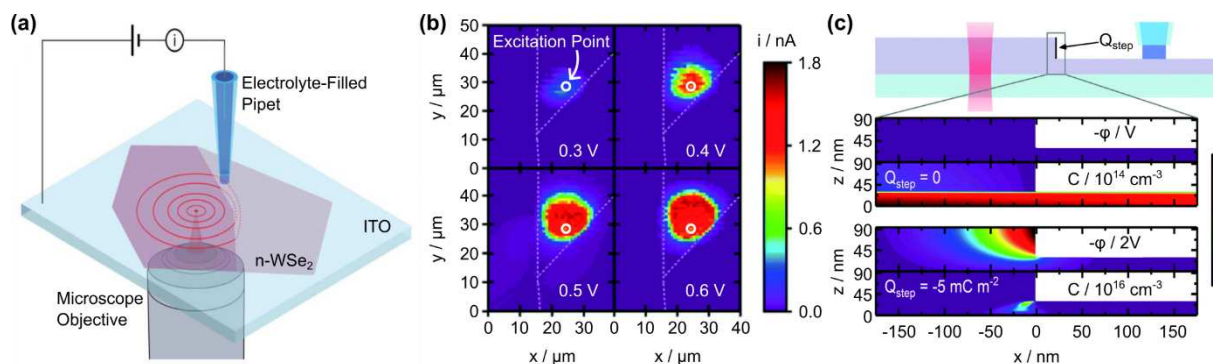 (a)
i
Electrolyte-Filled
Pipet
ITO
n-WSe₂
Microscope
Objective
(b)
50
40
30
20
10
0
y / μm
Excitation Point
0.3 V
0.4 V
40
30
20
10
0
y / μm
0.5 V
0.6 V
0 10 20 30
0 10 20 30 40
x / μm
x / μm
i / nA
1.8
1.2
0.6
0.0
(c)
Qstep
90
45
0
z / nm
-φ / V
90
45
0
z / nm
Qstep = 0
C / 10¹⁴ cm⁻³
90
45
0
z / nm
-φ / 2V
90
45
0
z / nm
Qstep = -5 mC m⁻²
C / 10¹⁶ cm⁻³
-150 -100 -50 0 50 100 150
x / nm